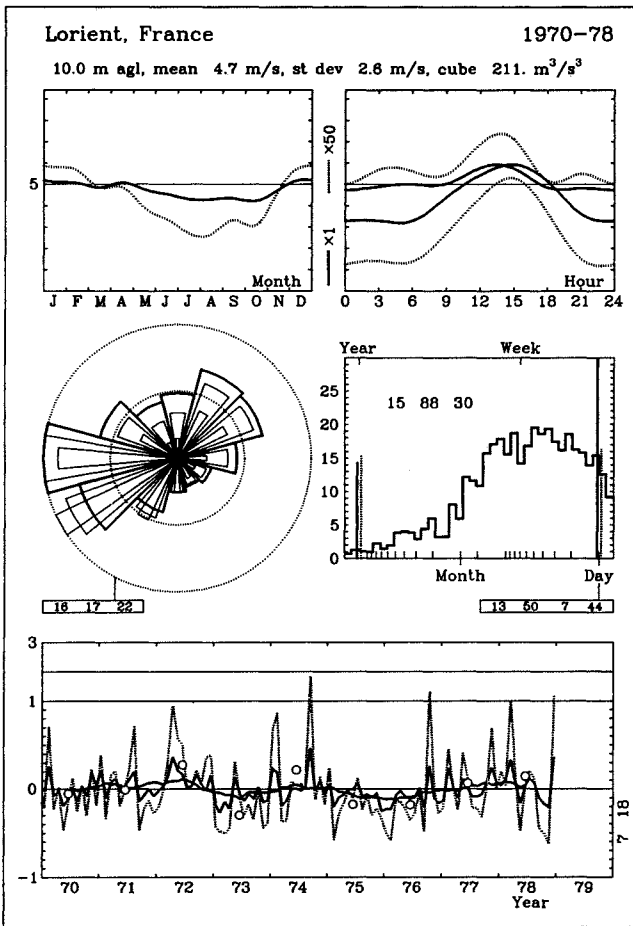 Lorient, France 1970-78
10.0 m agl, mean 4.7 m/s, st dev 2.6 m/s, cube 211. m³/s³
5
Month
J F M A M J J A S O N D
×1 ×50
Hour
0 3 6 9 12 15 18 21 24
Year Week
30
25
20
15
10
5
0
15 88 30
Month Day
16 17 22
13 50 7 44
3
1
0
-1
7 18
70 71 72 73 74 75 76 77 78 79
Year